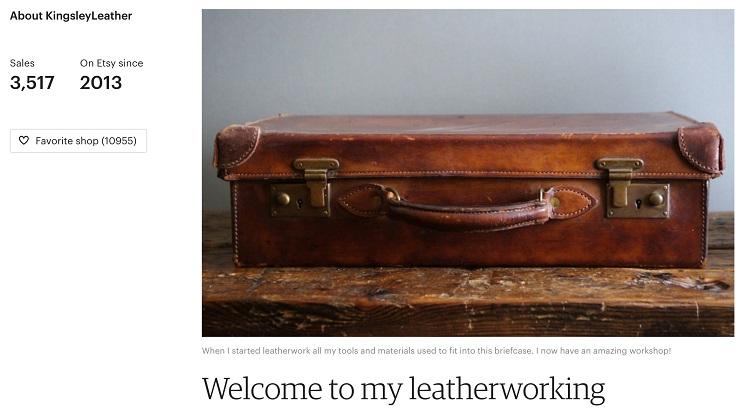 About KingsleyLeather
Sales
On Etsy since
3,517
2013
Favorite shop (10955)
When I started leatherwork all my tools and materials used to fit into this briefcase. I now have an amazing workshop!
Welcome to my leatherworking